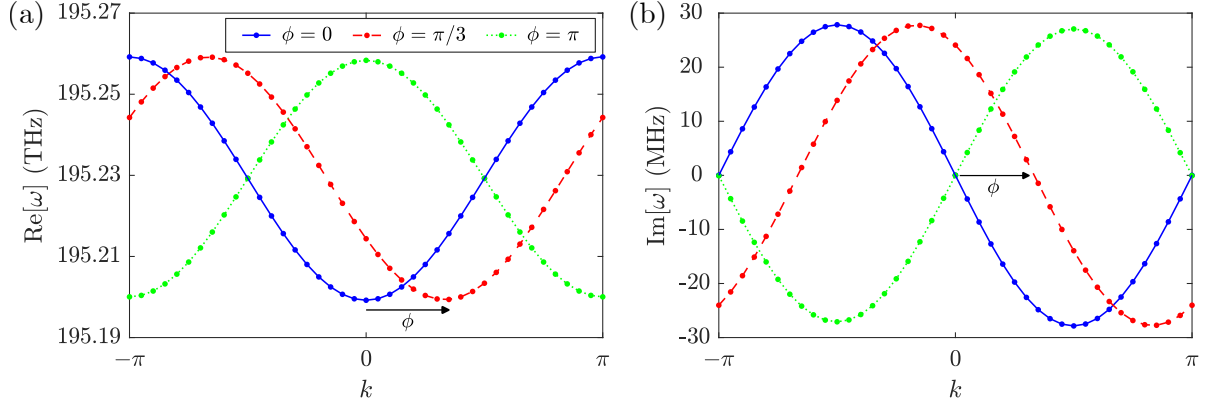 (a)
ϕ = 0
ϕ = π/3
ϕ = π
195.27
195.25
195.23
195.21
195.19
Re[ω] (THz)
ϕ
−π
0
π
k
(b)
30
20
10
0
-10
-20
-30
Im[ω] (MHz)
ϕ
−π
0
π
k